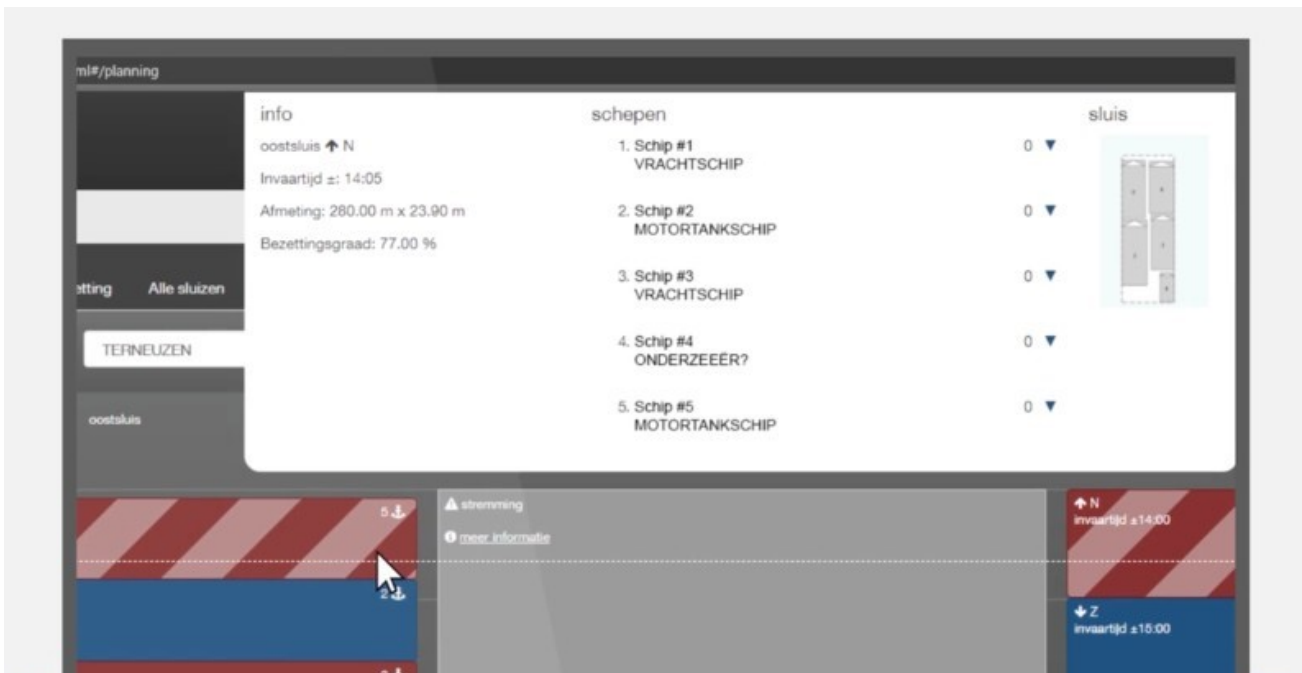 ml#/planning
info
oostsluis N
Invaartijd ±: 14:05
Afmeting: 280.00 m x 23.90 m
Bezettingsgraad: 77.00 %
schepen
1. Schip #1 0
VRACHTSCHIP
2. Schip #2 0
MOTORTANKSCHIP
3. Schip #3 0
VRACHTSCHIP
4. Schip #4 0
ONDERZEEËR?
5. Schip #5 0
MOTORTANKSCHIP
sluis
etting Alle sluizen
TERNEUZEN
oostsluis
5
2
stremming
meer informatie
N
invaartijd ±14:00
Z
invaartijd ±15:00